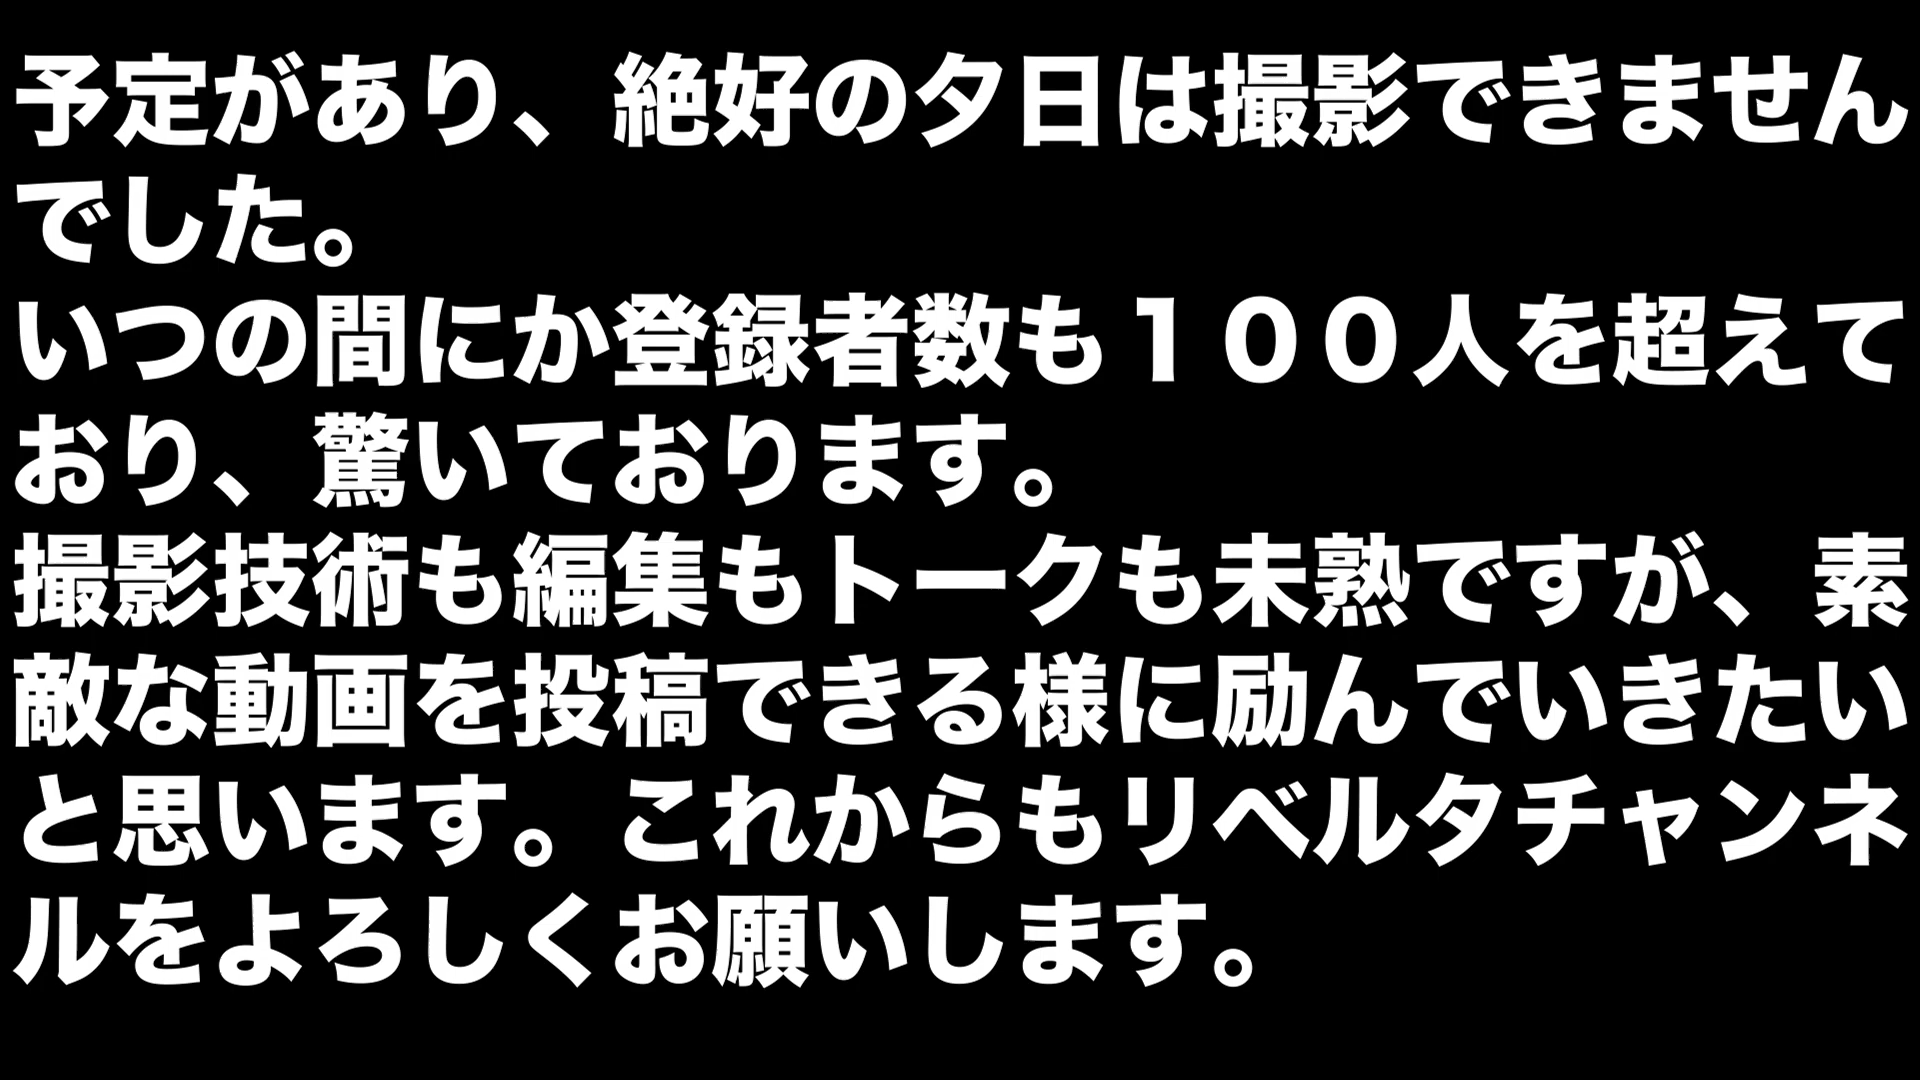 予定があり、絶好の夕日は撮影できません
でした。
いつの間にか登録者数も１００人を超えて
おり、驚いております。
撮影技術も編集もトークも未熟ですが、素
敵な動画を投稿できる様に励んでいきたい
と思います。これからもリベルタチャンネ
ルをよろしくお願いします。